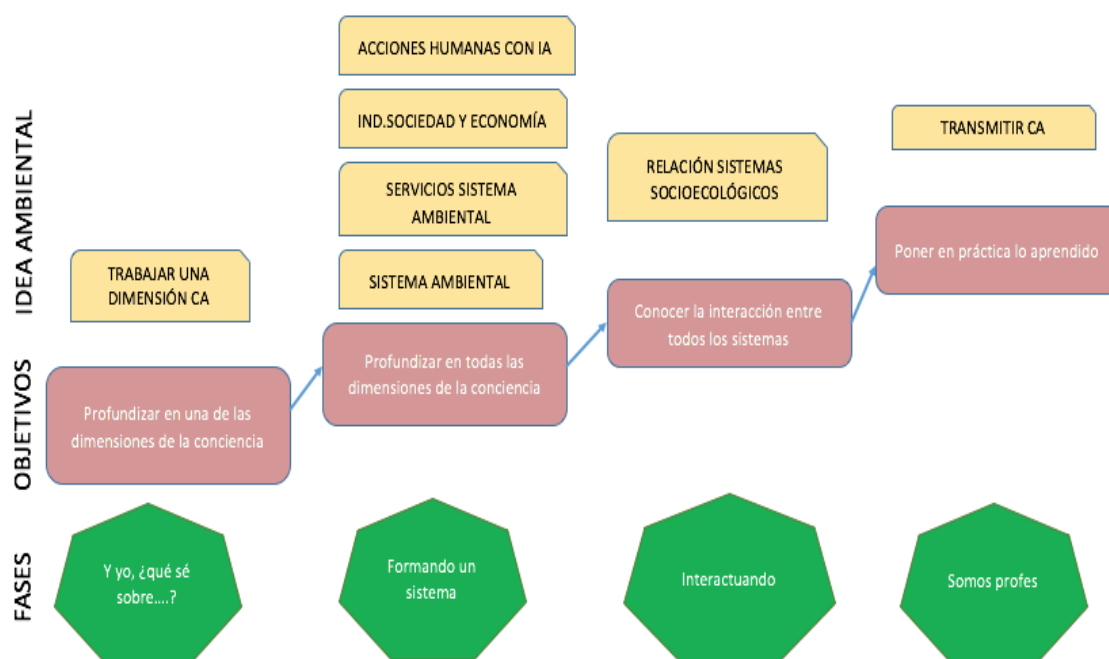 IDEA AMBIENTAL
ACCIONES HUMANAS CON IA
IND.SOCIEDAD Y ECONOMÍA
SERVICIOS SISTEMA
AMBIENTAL
SISTEMA AMBIENTAL
TRABAJAR UNA
DIMENSIÓN CA
RELACIÓN SISTEMAS
SOCIOECOLÓGICOS
TRANSMITIR CA
OBJETIVOS
Profundizar en una de las
dimensiones de la conciencia
Profundizar en todas las
dimensiones de la conciencia
Conocer la interacción entre
todos los sistemas
Poner en práctica lo aprendido
FASES
Y yo, ¿qué sé
sobre....?
Formando un
sistema
Interactuando
Somos profes